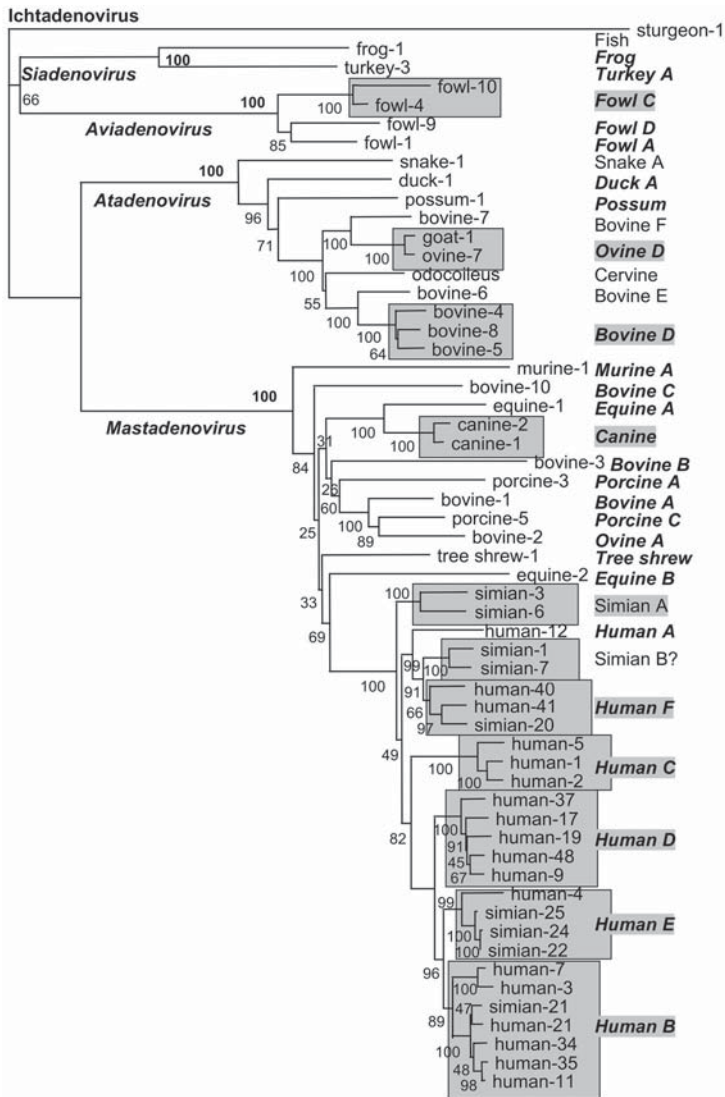 Ichtadenovirus
sturgeon-1
Fish
frog-1 Frog
100
Siadenovirus turkey-3 Turkey A
66
100 fowl-10
100 fowl-4 Fowl C
Aviadenovirus fowl-9 Fowl D
85 fowl-1 Fowl A
100 snake-1 Snake A
Atadenovirus duck-1 Duck A
96 possum-1 Possum
71 bovine-7 Bovine F
100 goat-1
100 ovine-7 Ovine D
100 odocolleus Cervine
55 bovine-6 Bovine E
100 bovine-4
100 bovine-8 Bovine D
64 bovine-5
100 murine-1 Murine A
Mastadenovirus bovine-10 Bovine C
equine-1 Equine A
100 canine-2
100 canine-1 Canine
84 31
bovine-3 Bovine B
26 porcine-3 Porcine A
60 bovine-1 Bovine A
25 100 porcine-5 Porcine C
89 bovine-2 Ovine A
tree shrew-1 Tree shrew
33 equine-2 Equine B
100 simian-3
simian-6 Simian A
69 human-12 Human A
99 simian-1
100 simian-7 Simian B?
100
91 human-40
66 human-41 Human F
97 simian-20
49 human-5
100 human-1 Human C
100 human-2
human-37
100 human-17
82 91 human-19 Human D
45 human-48
67 human-9
99 human-4
simian-25
100 simian-24 Human E
100 simian-22
96 human-7
100 human-3
47 simian-21
89 human-21 Human B
100 human-34
48 human-35
98 human-11